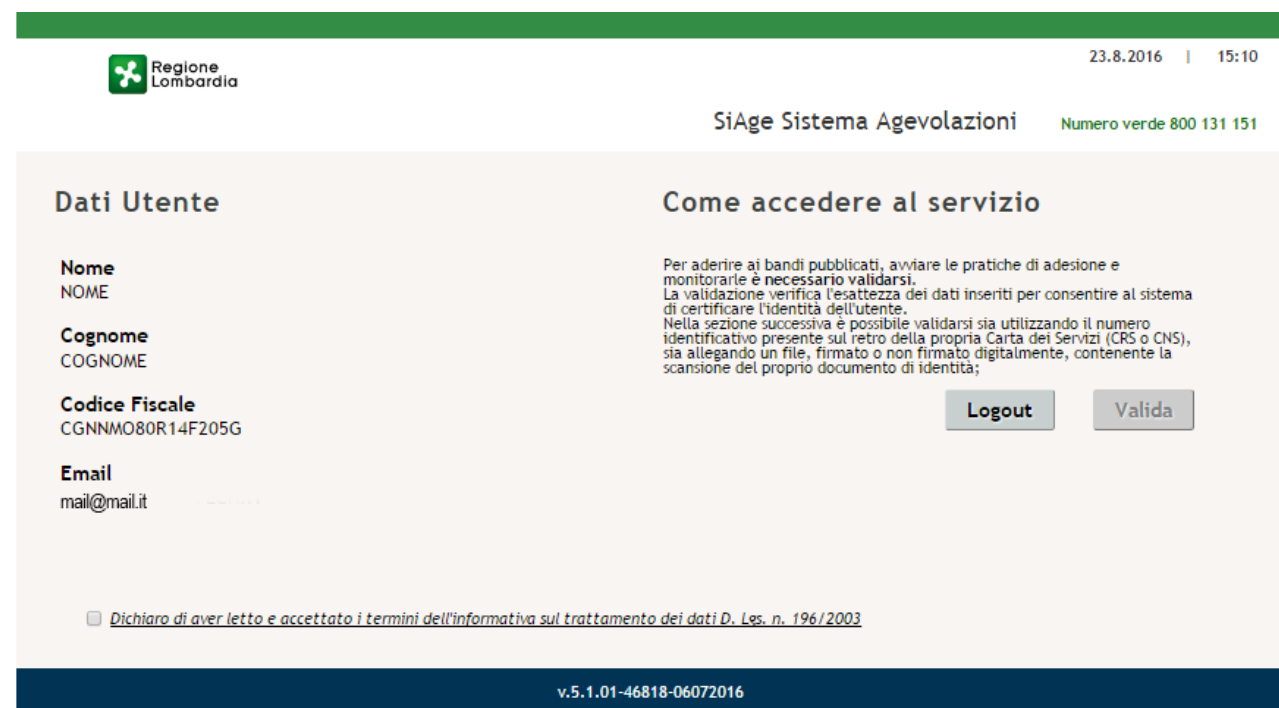 Regione
Lombardia
23.8.2016 | 15:10
SiAge Sistema Agevolazioni
Numero verde 800 131 151
Dati Utente
Nome
NOME
Cognome
COGNOME
Codice Fiscale
CGNNMO80R14F205G
Email
mail@mail.it
Come accedere al servizio
Per aderire ai bandi pubblicati, avviare le pratiche di adesione e
monitorarle è necessario validarsi.
La validazione verifica l'esattezza dei dati inseriti per consentire al sistema
di certificare l'identità dell'utente.
Nella sezione successiva è possibile validarsi sia utilizzando il numero
identificativo presente sul retro della propria Carta dei Servizi (CRS o CNS),
sia allegando un file, firmato o non firmato digitalmente, contenente la
scansione del proprio documento di identità;
Logout
Valida
Dichiaro di aver letto e accettato i termini dell'informativa sul trattamento dei dati D. Lgs. n. 196/2003
v.5.1.01-46818-06072016